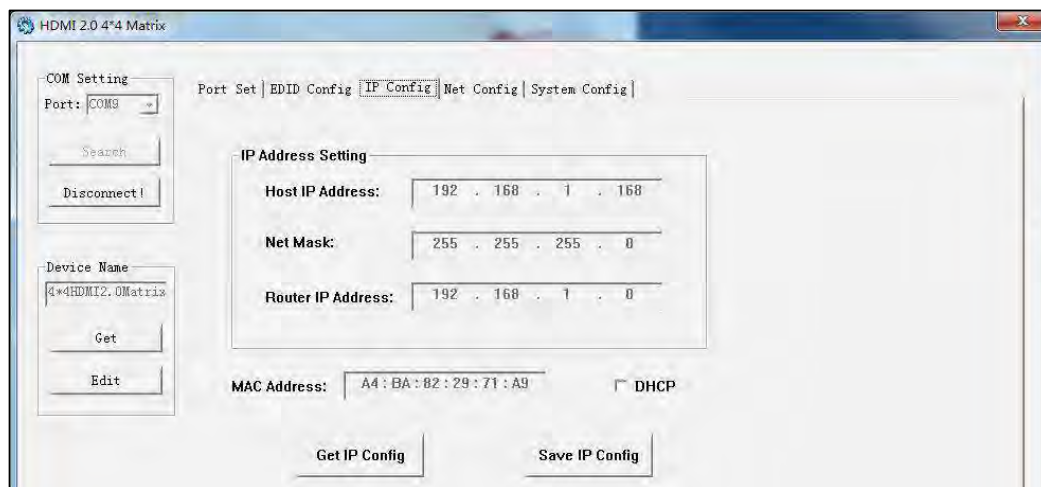 HDMI 2.0 4*4 Matrix
COM Setting
Port: COM9
Search
Disconnect!
Device Name
4*4HDMI2.0Matrix
Get
Edit
Port Set EDID Config IP Config Net Config System Config
IP Address Setting
Host IP Address: 192 . 168 . 1 . 168
Net Mask: 255 . 255 . 255 . 0
Router IP Address: 192 . 168 . 1 . 0
MAC Address: A4:BA:82:29:71:A9 DHCP
Get IP Config Save IP Config